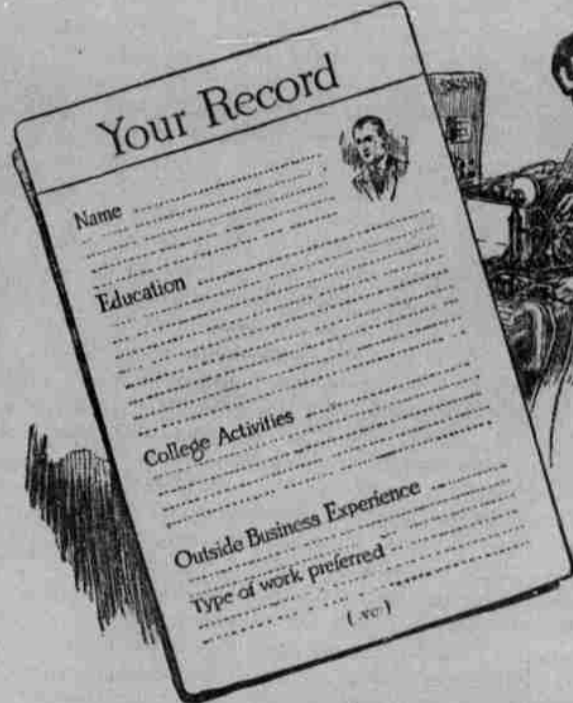 Your Record
Name
Education
College Activities
Outside Business Experience
Type of work preferred